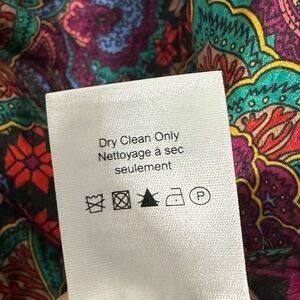 Dry Clean Only
Nettoyage à sec
seulement
P